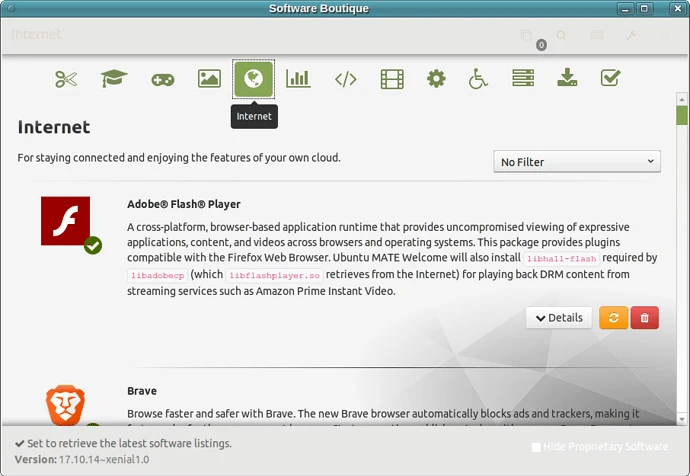 Software Boutique
Internet
0
Internet
Internet
For staying connected and enjoying the features of your own cloud.
No Filter
Adobe® Flash® Player
A cross-platform, browser-based application runtime that provides uncompromised viewing of expressive
applications, content, and videos across browsers and operating systems. This package provides plugins
compatible with the Firefox Web Browser. Ubuntu MATE Welcome will also install libhall-flash required by
libadobecp (which libflashplayer.so retrieves from the Internet) for playing back DRM content from
streaming services such as Amazon Prime Instant Video.
Details
Brave
Browse faster and safer with Brave. The new Brave browser automatically blocks ads and trackers, making it
Set to retrieve the latest software listings.
Hide Proprietary Software
Version: 17.10.14~xenial1.0